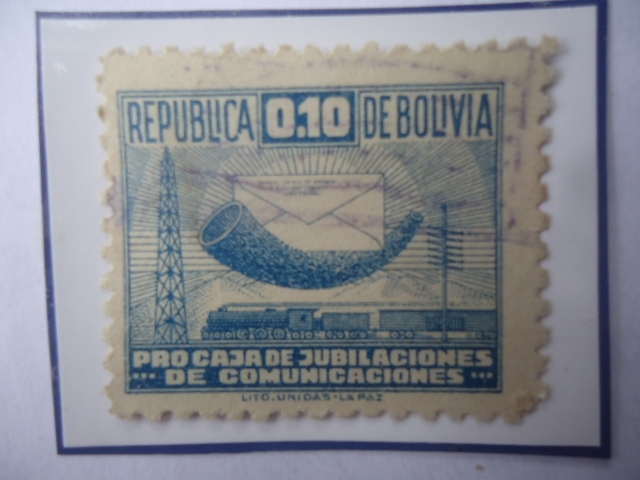 REPUBLICA 0.10 DE BOLIVIA
PRO CAJA DE JUBILACIONES
... DE COMUNICACIONES ...
LITO. UNIDAS - LA PAZ